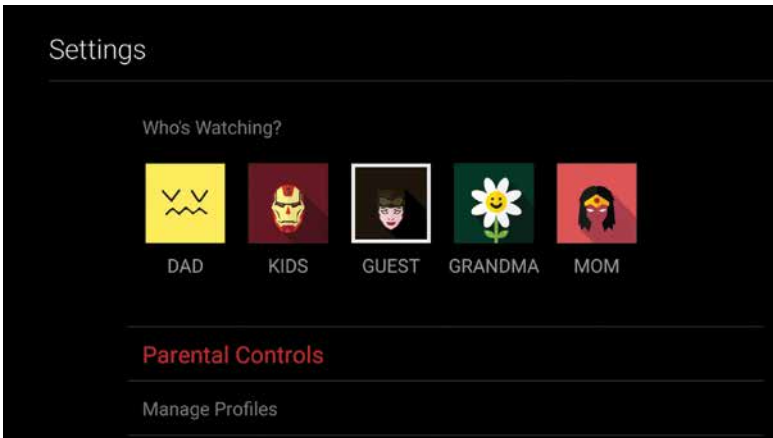 Settings
Who's Watching?
DAD KIDS GUEST GRANDMA MOM
Parental Controls
Manage Profiles